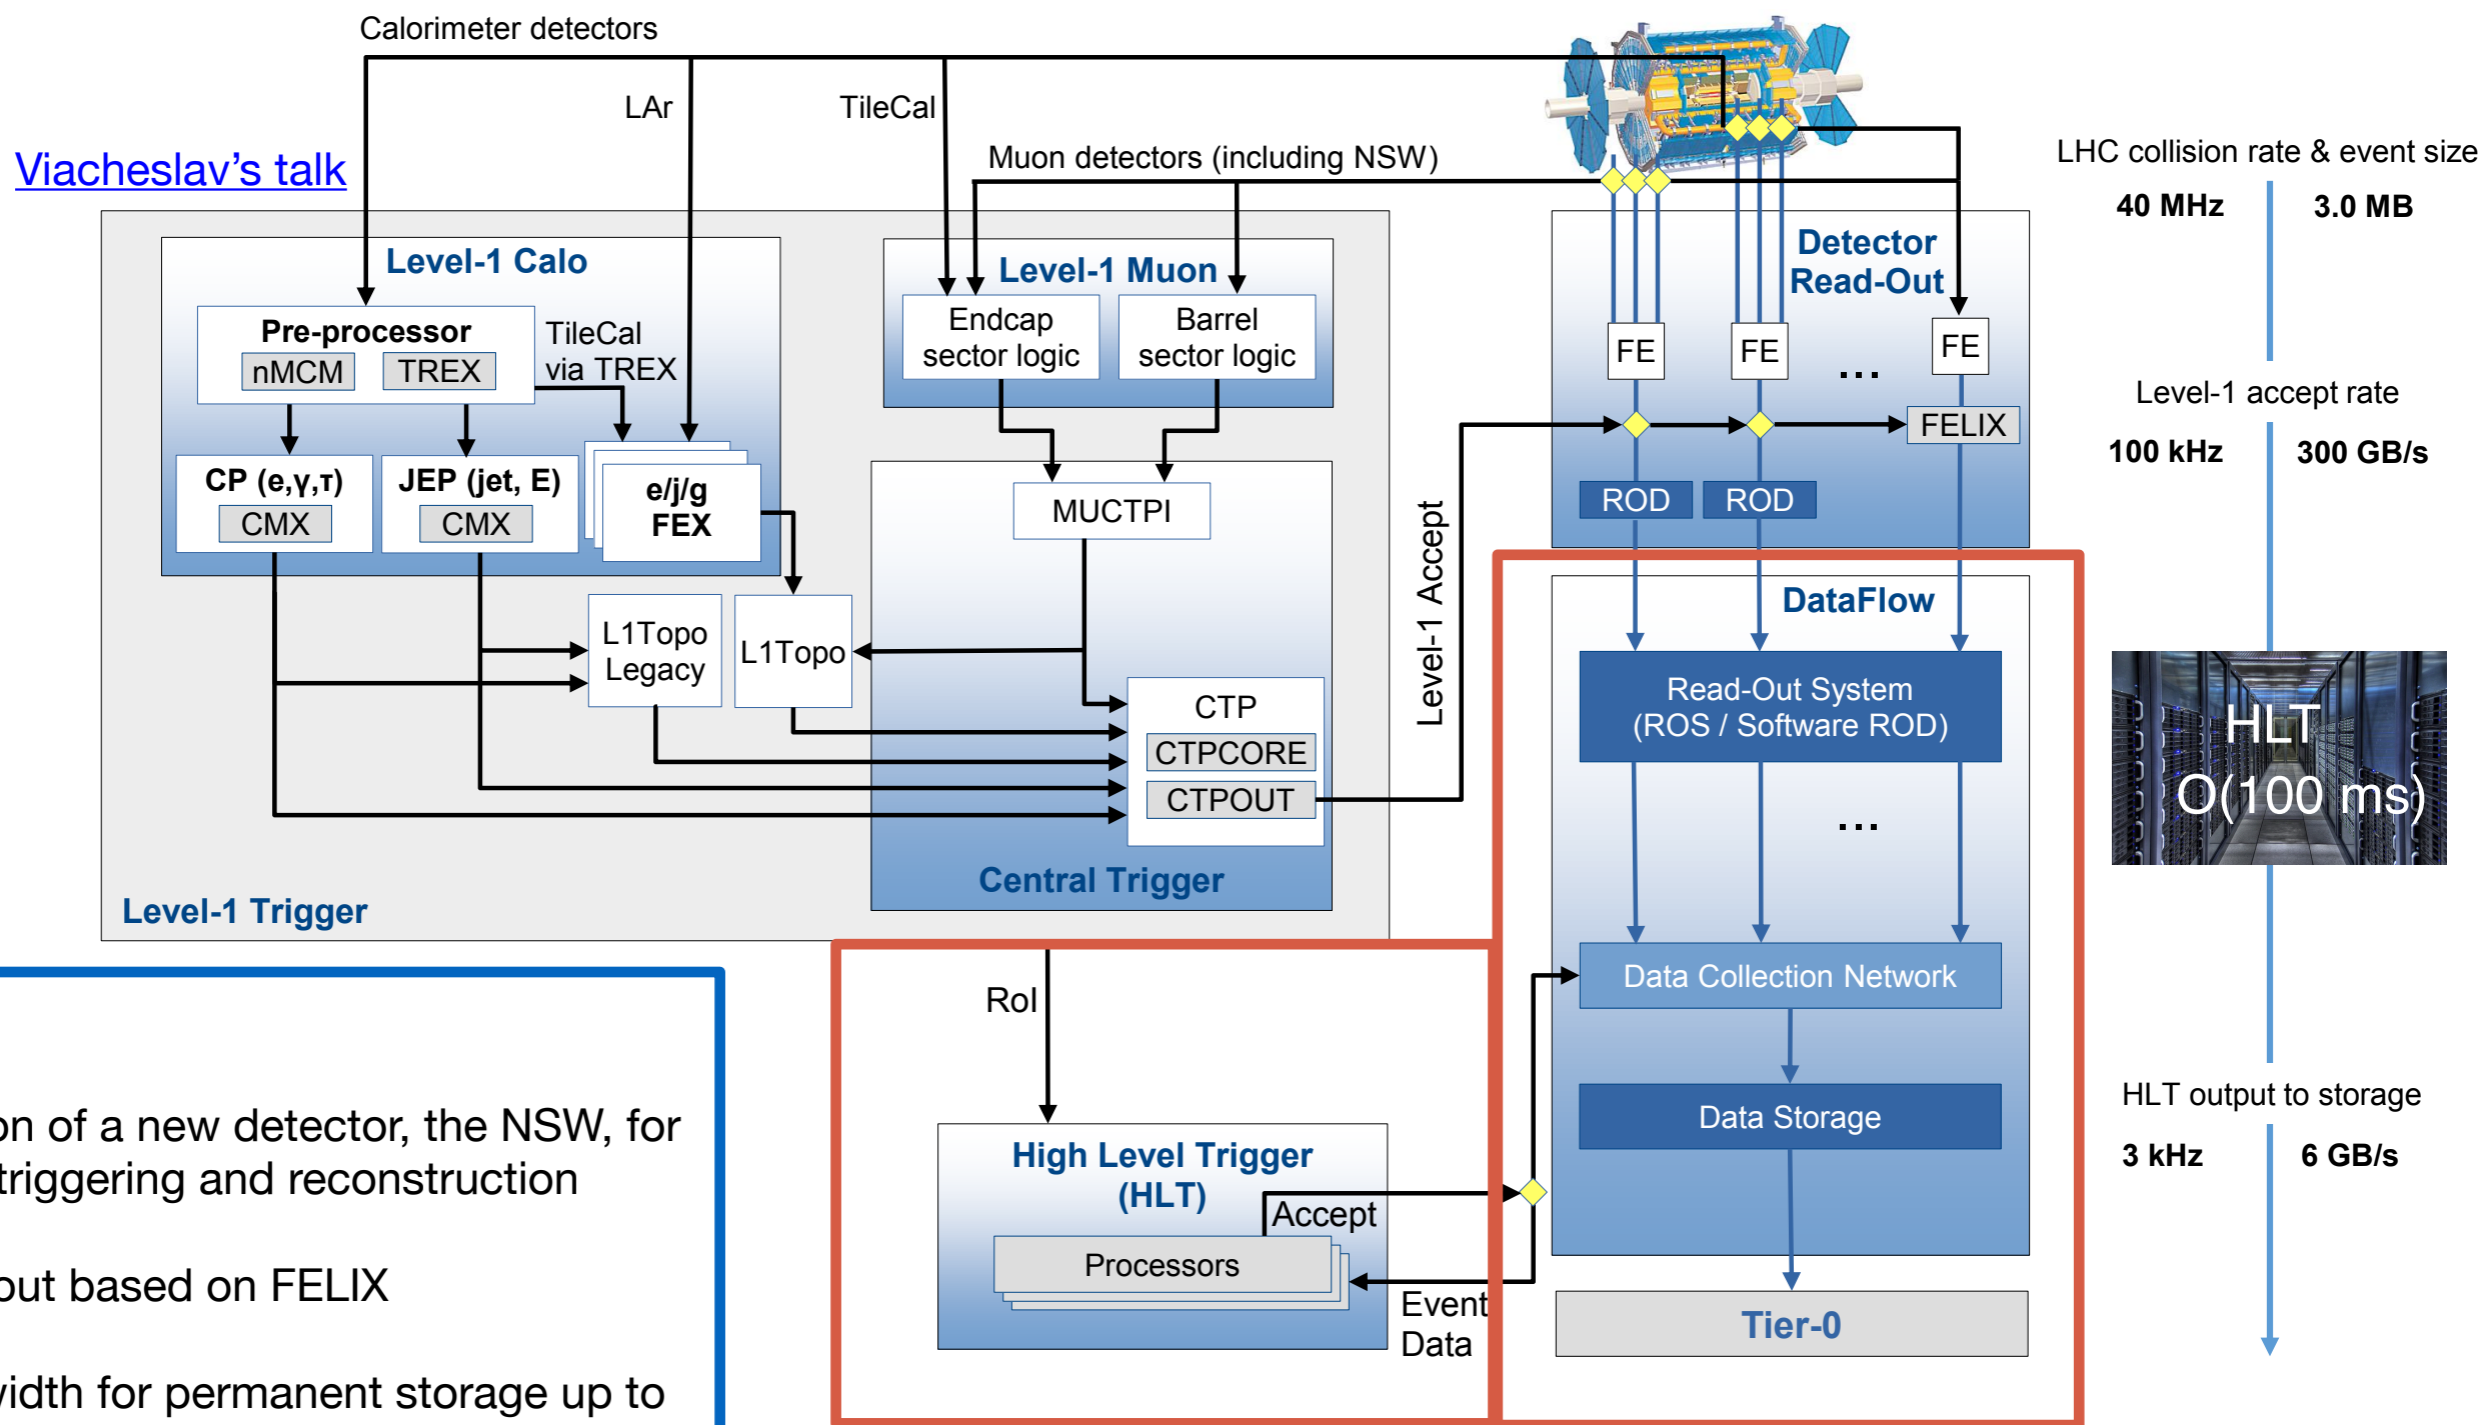 Calorimeter detectors
LAr
TileCal
Viacheslav's talk
Muon detectors (including NSW)
LHC collision rate & event size
40 MHz 3.0 MB
Level-1 Calo
Pre-processor
nMCM TREX
TileCal
via TREX
CP (e,γ,τ)
CMX
JEP (jet, E)
CMX
e/j/g
FEX
Level-1 Muon
Endcap
sector logic
Barrel
sector logic
Detector
Read-Out
FE
FE
...
FE
FELIX
ROD
ROD
Level-1 accept rate
100 kHz 300 GB/s
MUCTPI
L1Topo
Legacy
L1Topo
CTP
CTPCORE
CTPOUT
Central Trigger
Level-1 Trigger
Level-1 Accept
DataFlow
Read-Out System
(ROS / Software ROD)
...
Data Collection Network
Data Storage
Tier-0
HLT
O(100 ms)
HLT output to storage
3 kHz 6 GB/s
RoI
High Level Trigger
(HLT)
Accept
Processors
Event
Data
on of a new detector, the NSW, for
triggering and reconstruction
out based on FELIX
width for permanent storage up to